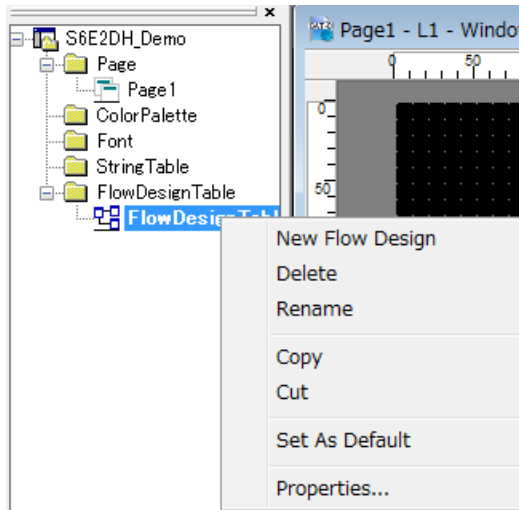 x
S6E2DH_Demo
Page
Page1
ColorPalette
Font
StringTable
FlowDesignTable
Page1 - L1 - Windo
0 50
0
50
New Flow Design
Delete
Rename
Copy
Cut
Set As Default
Properties...